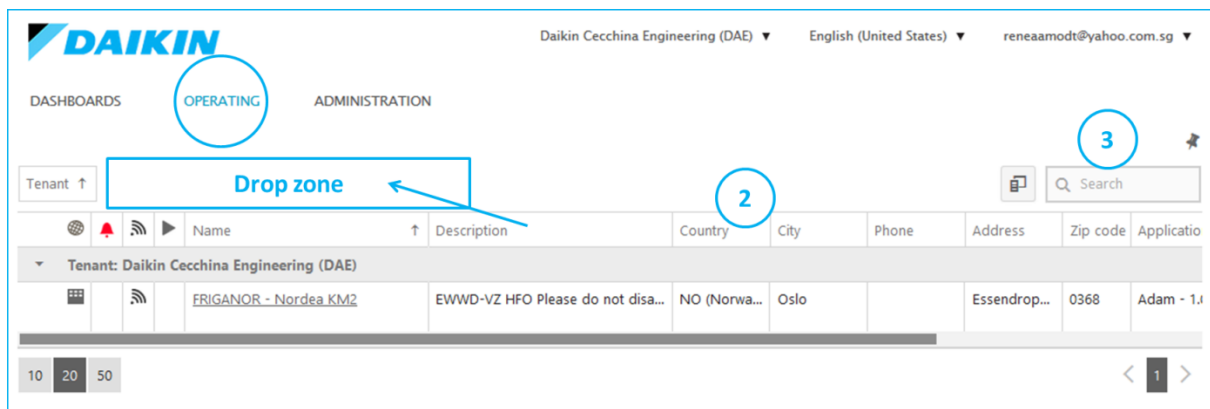 DAIKIN
Daikin Cecchina Engineering (DAE) ▼ English (United States) ▼ reneaamodt@yahoo.com.sg ▼
DASHBOARDS OPERATING ADMINISTRATION
3
Tenant ↑ Drop zone Search
2
Name ↑ Description Country City Phone Address Zip code Applicatio
Tenant: Daikin Cecchina Engineering (DAE)
FRIGANOR - Nordea KM2 EWWD-VZ HFO Please do not disa... NO (Norwa... Oslo Essendrop... 0368 Adam - 1.0
10 20 50 < 1 >